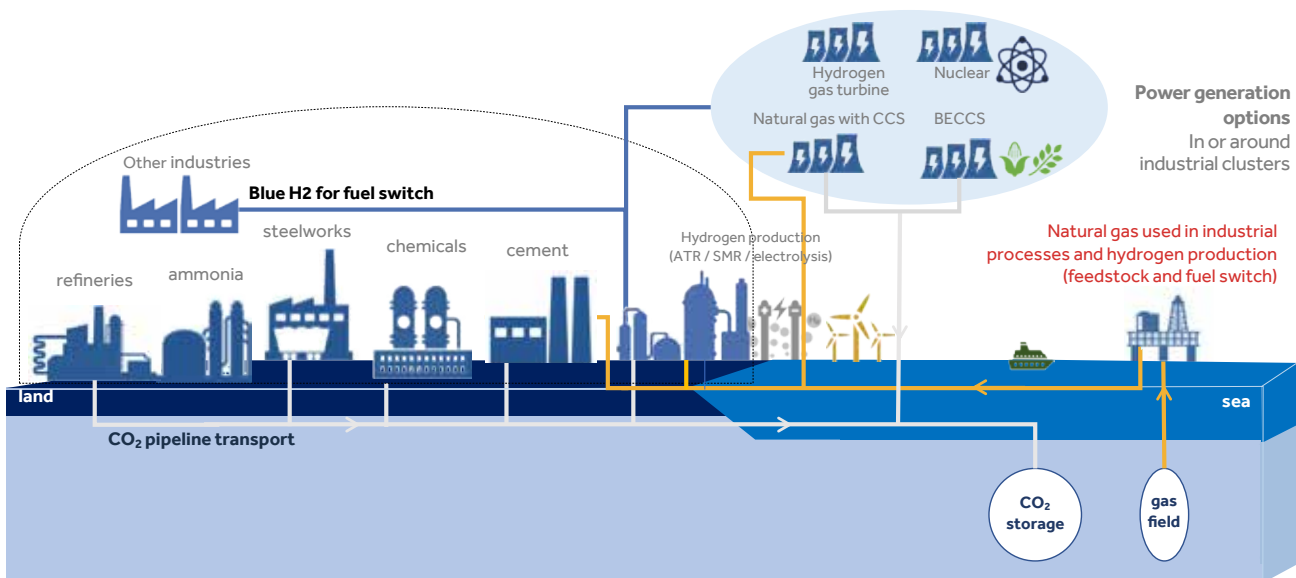 Hydrogen
gas turbine
Nuclear
Natural gas with CCS
BECCS
Power generation
options
In or around
industrial clusters
Other industries
Blue H2 for fuel switch
steelworks
chemicals
cement
Hydrogen production
(ATR / SMR / electrolysis)
refineries
ammonia
Natural gas used in industrial
processes and hydrogen production
(feedstock and fuel switch)
land
sea
CO₂ pipeline transport
CO₂
storage
gas
field